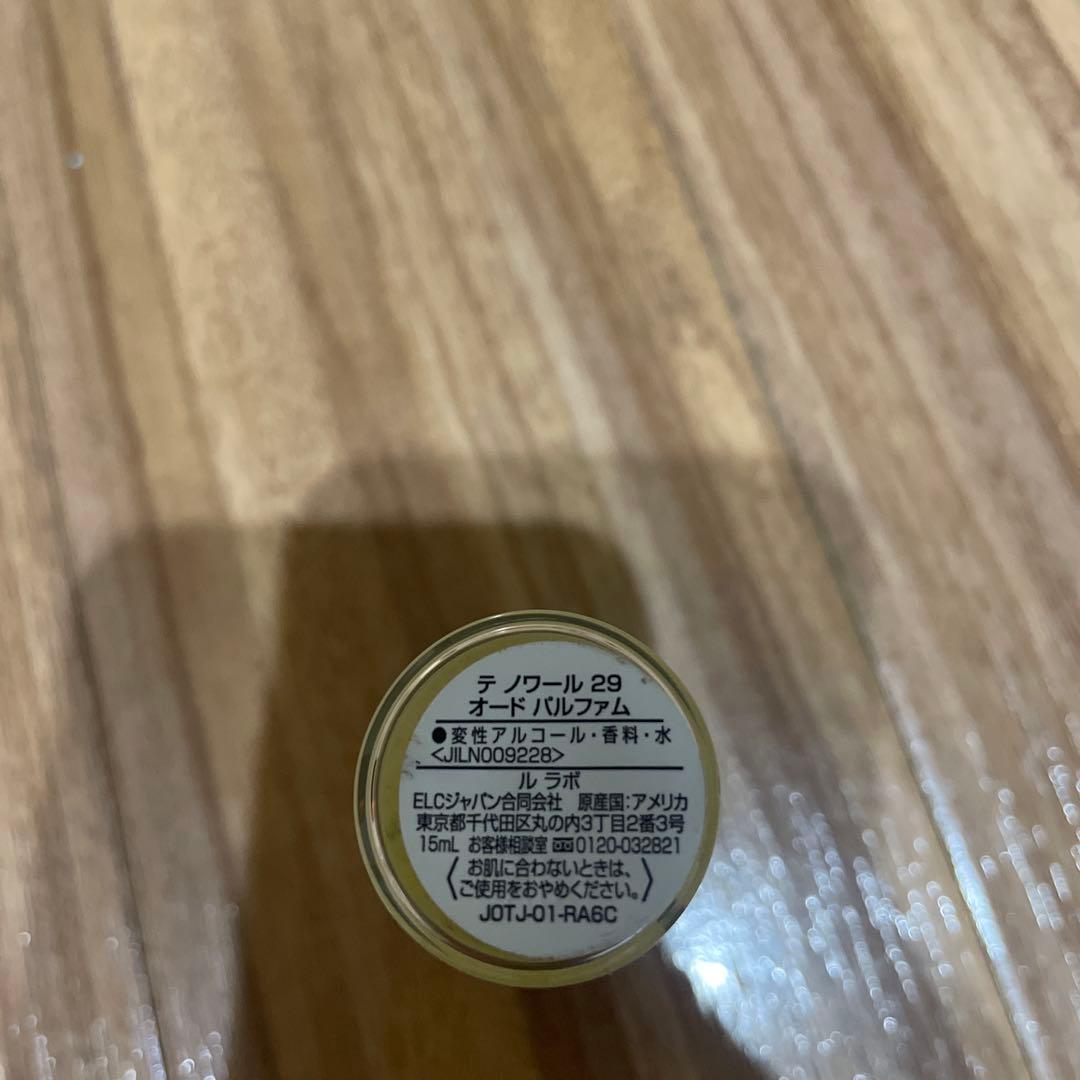 テ ノワール 29
オード パルファム
●変性アルコール・香料・水
<JILN009228>
ル ラボ
ELCジャパン合同会社 原産国:アメリカ
東京都千代田区丸の内3丁目2番3号
15mL お客様相談室 0120-032821
〈お肌に合わないときは、
ご使用をおやめください。〉
J0TJ-01-RA6C